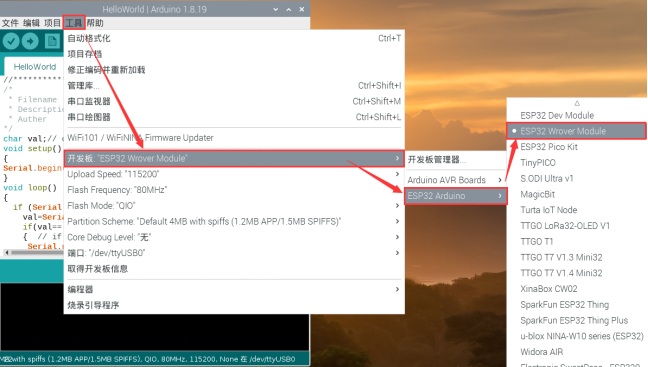 HelloWorld | Arduino 1.8.19
文件 编辑 项目 工具 帮助
HelloWorld
/*
* Filename
* Descriptio
* Auther
*/
char val;// c
void setup()
{
Serial.begin
}
void loop()
{
if (Serial
val=Seria
if(val==
{ // if
Serial.
自动格式化 Ctrl+T
项目存档
修正编码并重新加载
管理库... Ctrl+Shift+I
串口监视器 Ctrl+Shift+M
串口绘图器 Ctrl+Shift+L
WiFi101 / WiFiNINA Firmware Updater
开发板: "ESP32 Wrover Module"
Upload Speed: "115200"
Flash Frequency: "80MHz"
Flash Mode: "QIO"
Partition Scheme: "Default 4MB with spiffs (1.2MB APP/1.5MB SPIFFS)"
Core Debug Level: "无"
端口: "/dev/ttyUSB0"
取得开发板信息
编程器
烧录引导程序
开发板管理器...
Arduino AVR Boards
ESP32 Arduino
ESP32 Dev Module
ESP32 Wrover Module
ESP32 Pico Kit
TinyPICO
S.ODI Ultra v1
MagicBit
Turta IoT Node
TTGO LoRa32-OLED V1
TTGO T1
TTGO T7 V1.3 Mini32
TTGO T7 V1.4 Mini32
XinaBox CW02
SparkFun ESP32 Thing
SparkFun ESP32 Thing Plus
u-blox NINA-W10 series (ESP32)
Widora AIR
with spiffs (1.2MB APP/1.5MB SPIFFS), QIO, 80MHz, 115200, None 在 /dev/ttyUSB0